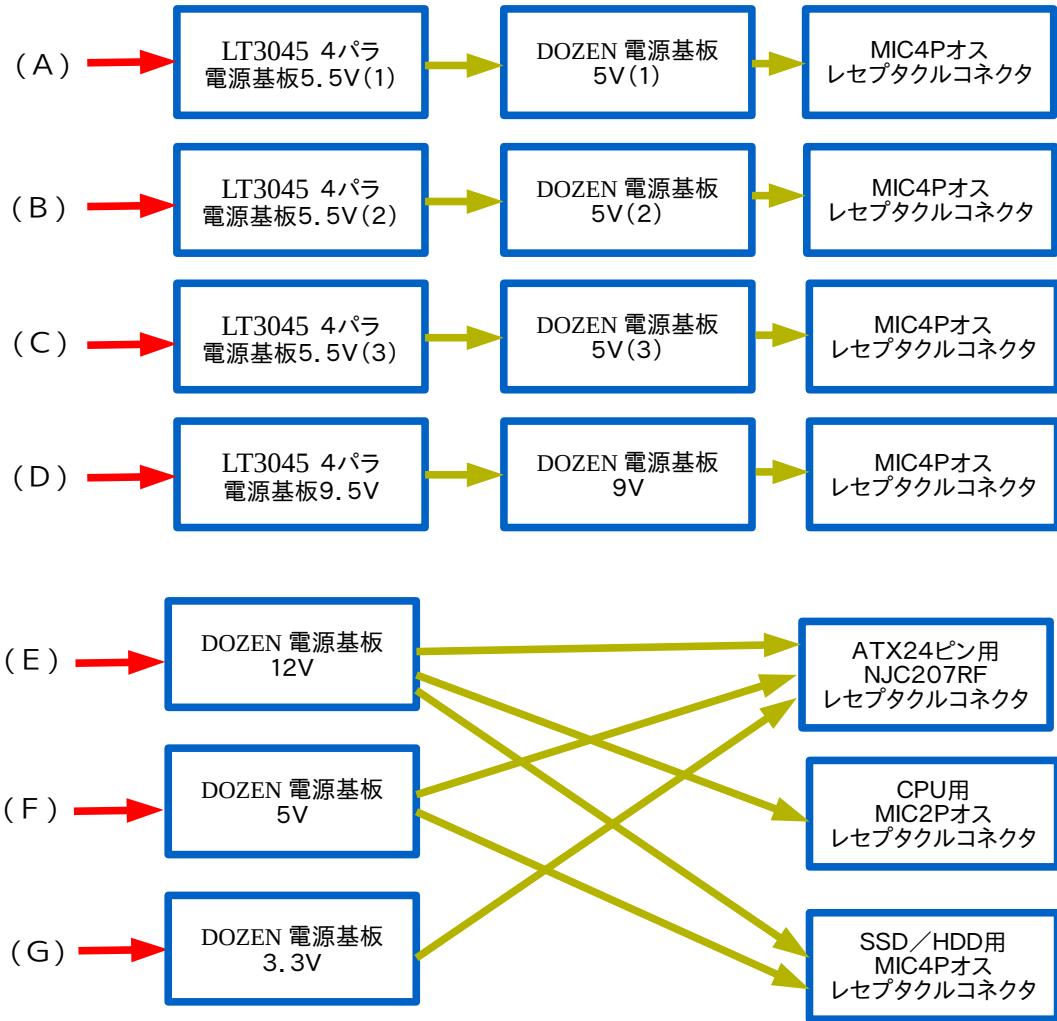 (A)
LT3045 4パラ
電源基板5.5V(1)
DOZEN 電源基板
5V(1)
MIC4Pオス
レセプタクルコネクタ
(B)
LT3045 4パラ
電源基板5.5V(2)
DOZEN 電源基板
5V(2)
MIC4Pオス
レセプタクルコネクタ
(C)
LT3045 4パラ
電源基板5.5V(3)
DOZEN 電源基板
5V(3)
MIC4Pオス
レセプタクルコネクタ
(D)
LT3045 4パラ
電源基板9.5V
DOZEN 電源基板
9V
MIC4Pオス
レセプタクルコネクタ
(E)
DOZEN 電源基板
12V
ATX24ピン用
NJC207RF
レセプタクルコネクタ
(F)
DOZEN 電源基板
5V
CPU用
MIC2Pオス
レセプタクルコネクタ
(G)
DOZEN 電源基板
3.3V
SSD／HDD用
MIC4Pオス
レセプタクルコネクタ